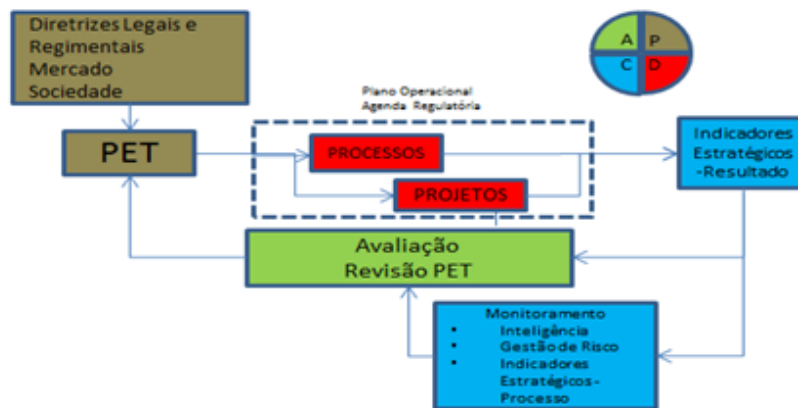 Diretrizes Legais e
Regimentais
Mercado
Sociedade
A P
C D
Plano Operacional
Agenda Regulatória
PET
PROCESSOS
PROJETOS
Indicadores
Estratégicos
-Resultado
Avaliação
Revisão PET
Monitoramento
• Inteligência
• Gestão de Risco
• Indicadores
Estratégicos-
Processo